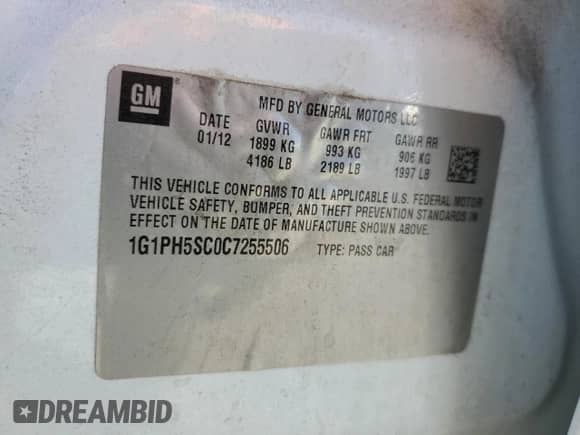 GM
MFD BY GENERAL MOTORS LLC
DATE GVWR GAWR FRT GAWR RR
01/12 1899 KG 993 KG 906 KG
4186 LB 2189 LB 1997 LB
THIS VEHICLE CONFORMS TO ALL APPLICABLE U.S. FEDERAL MOTOR
VEHICLE SAFETY, BUMPER, AND THEFT PREVENTION STANDARDS IN
EFFECT ON THE DATE OF MANUFACTURE SHOWN ABOVE.
1G1PH5SC0C7255506 TYPE: PASS CAR
DREAMBID